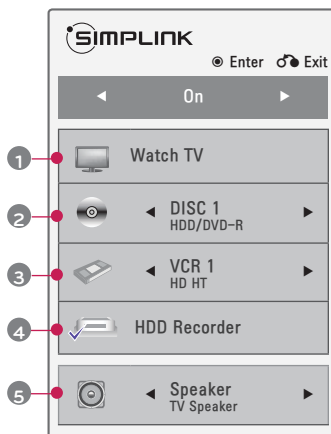 SIMPLINK
Enter Exit
On
1 Watch TV
2 DISC 1
HDD/DVD-R
3 VCR 1
HD HT
4 HDD Recorder
5 Speaker
TV Speaker